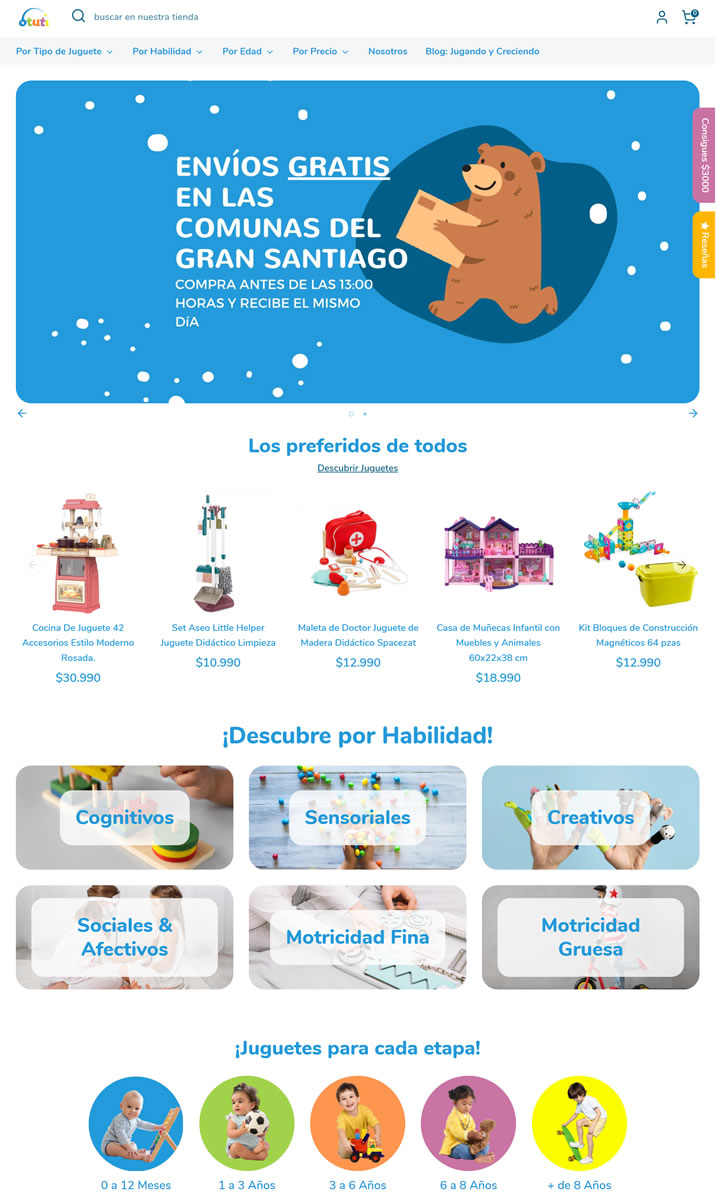 tuti
buscar en nuestra tienda
0
Por Tipo de Juguete
Por Habilidad
Por Edad
Por Precio
Nosotros
Blog: Jugando y Creciendo
ENVÍOS GRATIS
EN LAS
COMUNAS DEL
GRAN SANTIAGO
COMPRA ANTES DE LAS 13:00
HORAS Y RECIBE EL MISMO
DíA
Consigues $3000
Reseñas
Los preferidos de todos
Descubrir Juguetes
Cocina De Juguete 42
Accesorios Estilo Moderno
Rosada.
$30.990
Set Aseo Little Helper
Juguete Didáctico Limpieza
$10.990
Maleta de Doctor Juguete de
Madera Didáctico Spacezat
$12.990
Casa de Muñecas Infantil con
Muebles y Animales
60x22x38 cm
$18.990
Kit Bloques de Construcción
Magnéticos 64 pzas
$12.990
¡Descubre por Habilidad!
Cognitivos
Sensoriales
Creativos
Sociales &
Afectivos
Motricidad Fina
Motricidad
Gruesa
¡Juguetes para cada etapa!
0 a 12 Meses
1 a 3 Años
3 a 6 Años
6 a 8 Años
+ de 8 Años